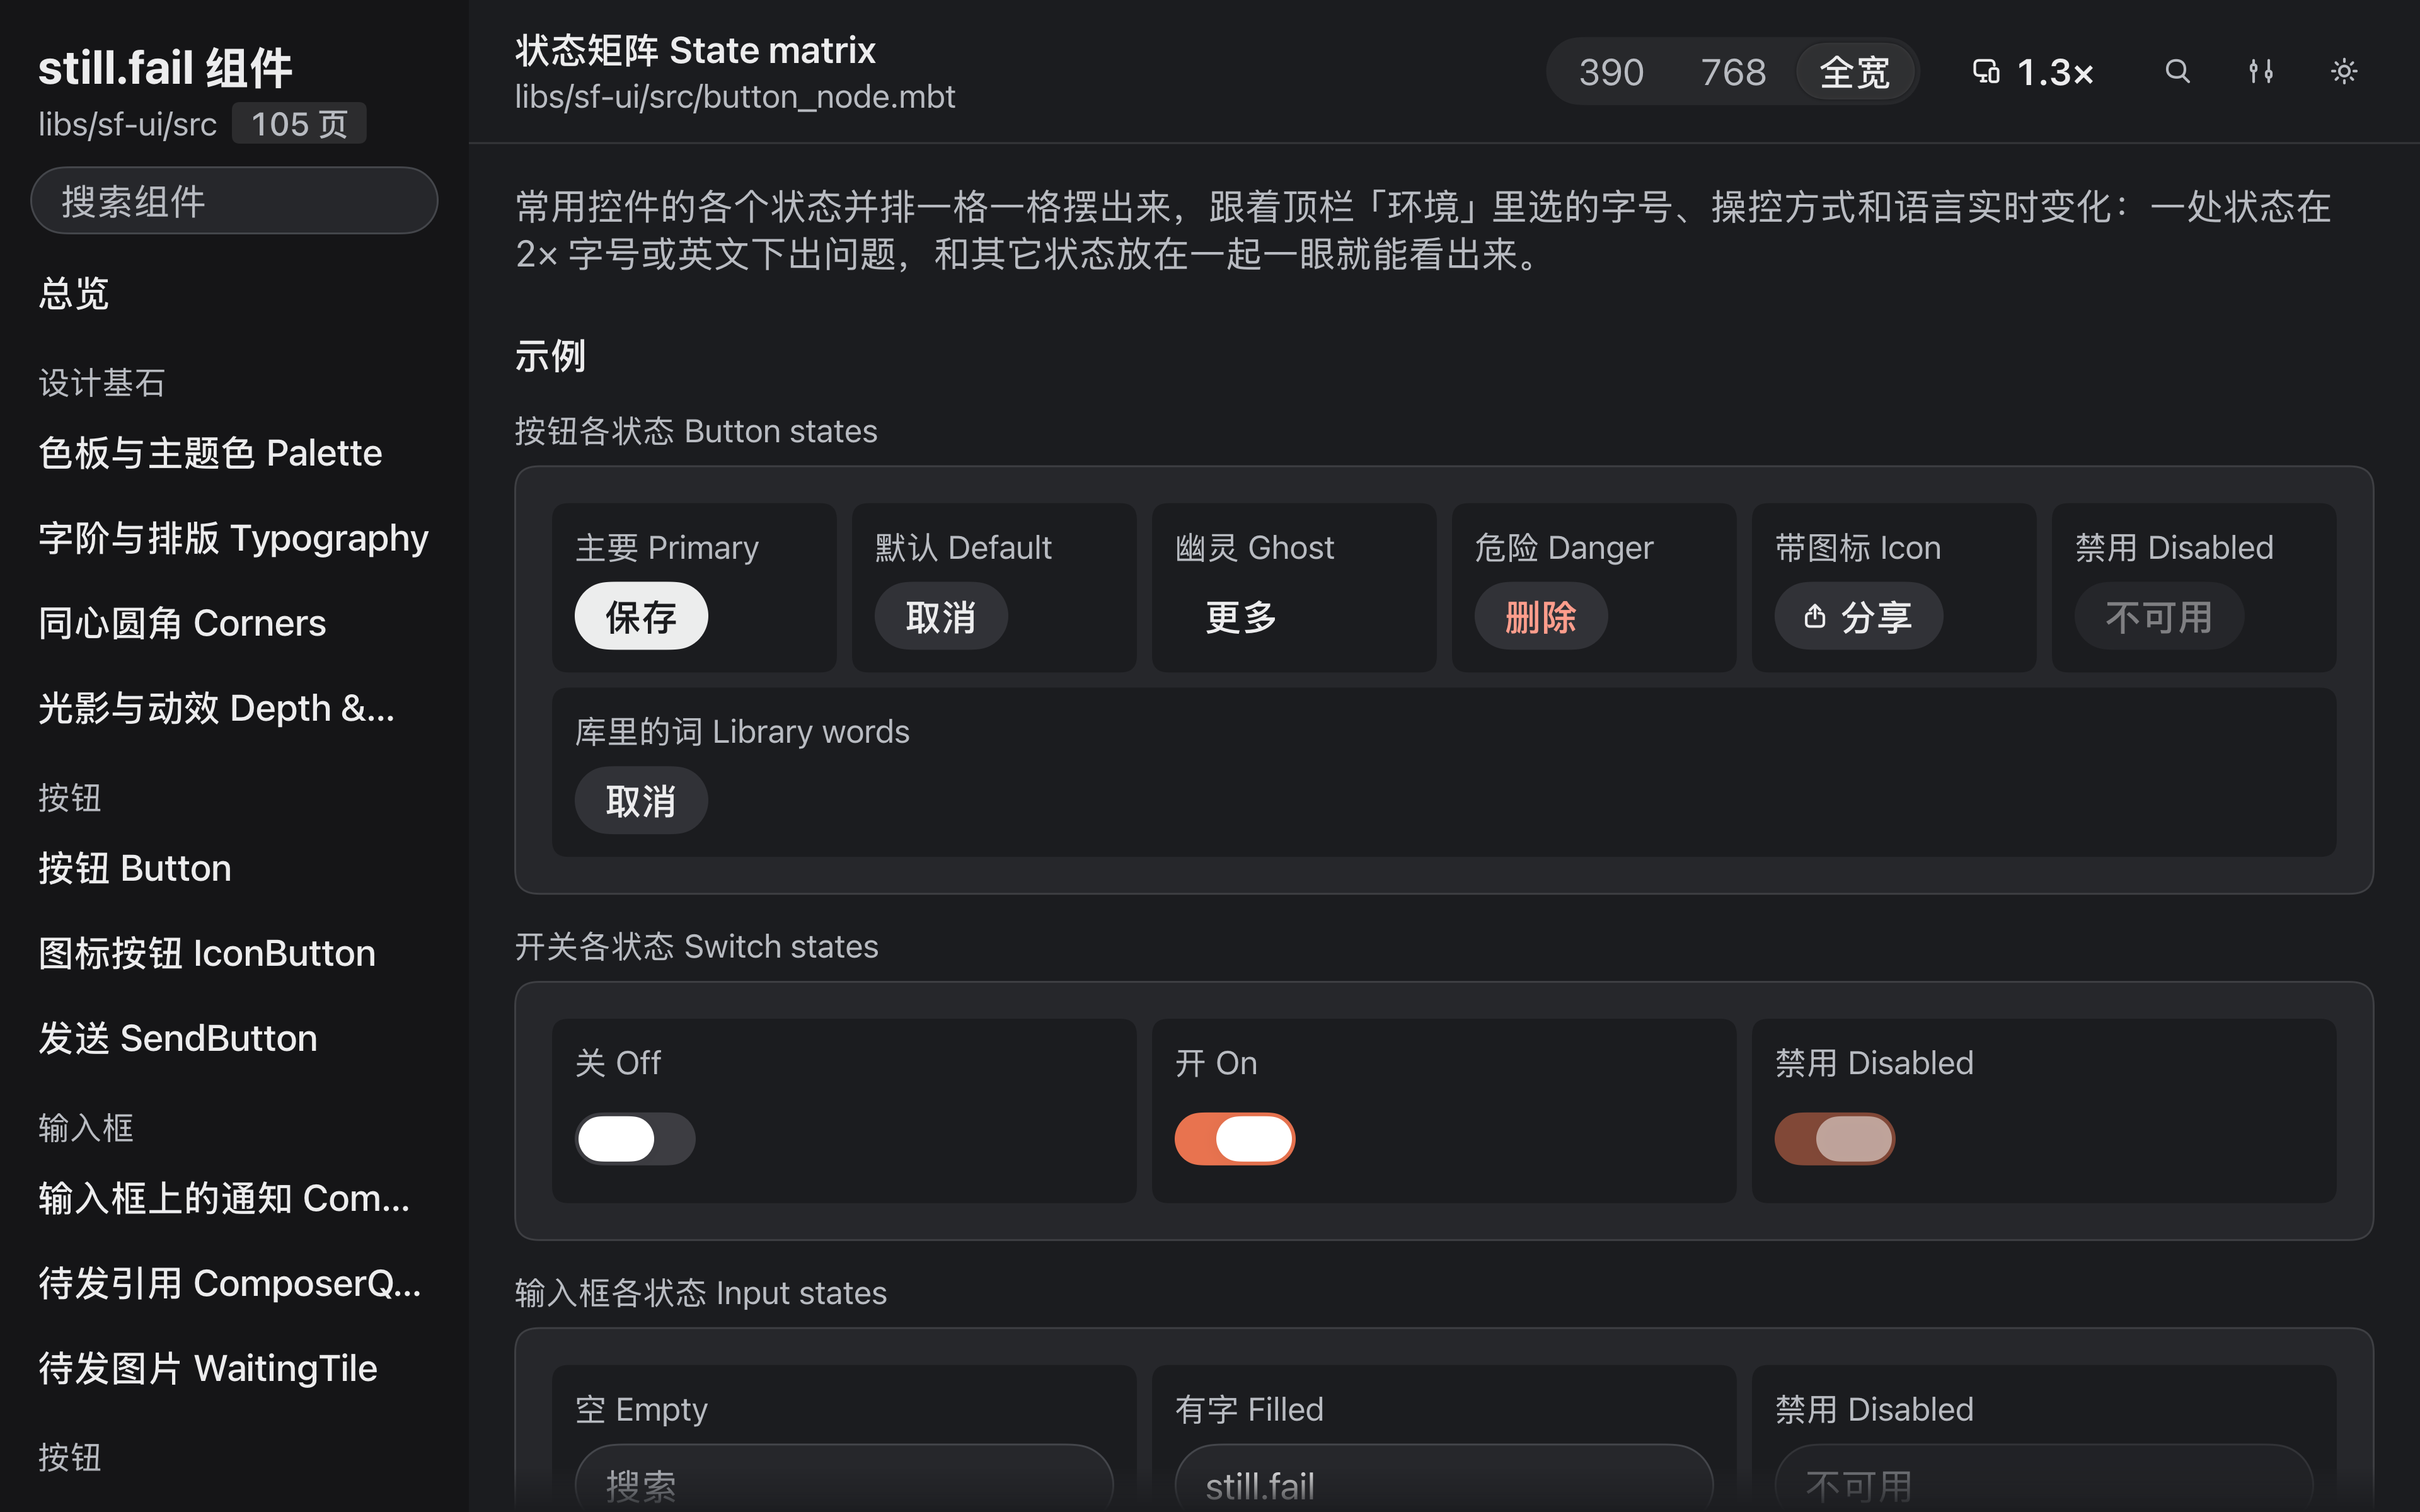 still.fail 组件
libs/sf-ui/src 105 页
搜索组件
总览
设计基石
色板与主题色 Palette
字阶与排版 Typography
同心圆角 Corners
光影与动效 Depth &...
按钮
按钮 Button
图标按钮 IconButton
发送 SendButton
输入框
输入框上的通知 Com...
待发引用 ComposerQ...
待发图片 WaitingTile
按钮
状态矩阵 State matrix
libs/sf-ui/src/button_node.mbt
390 768 全宽 1.3×
常用控件的各个状态并排一格一格摆出来，跟着顶栏「环境」里选的字号、操控方式和语言实时变化：一处状态在
2× 字号或英文下出问题，和其它状态放在一起一眼就能看出来。
示例
按钮各状态 Button states
主要 Primary 默认 Default 幽灵 Ghost 危险 Danger 带图标 Icon 禁用 Disabled
保存 取消 更多 删除 分享 不可用
库里的词 Library words
取消
开关各状态 Switch states
关 Off 开 On 禁用 Disabled
输入框各状态 Input states
空 Empty 有字 Filled 禁用 Disabled
搜索 still.fail 不可用